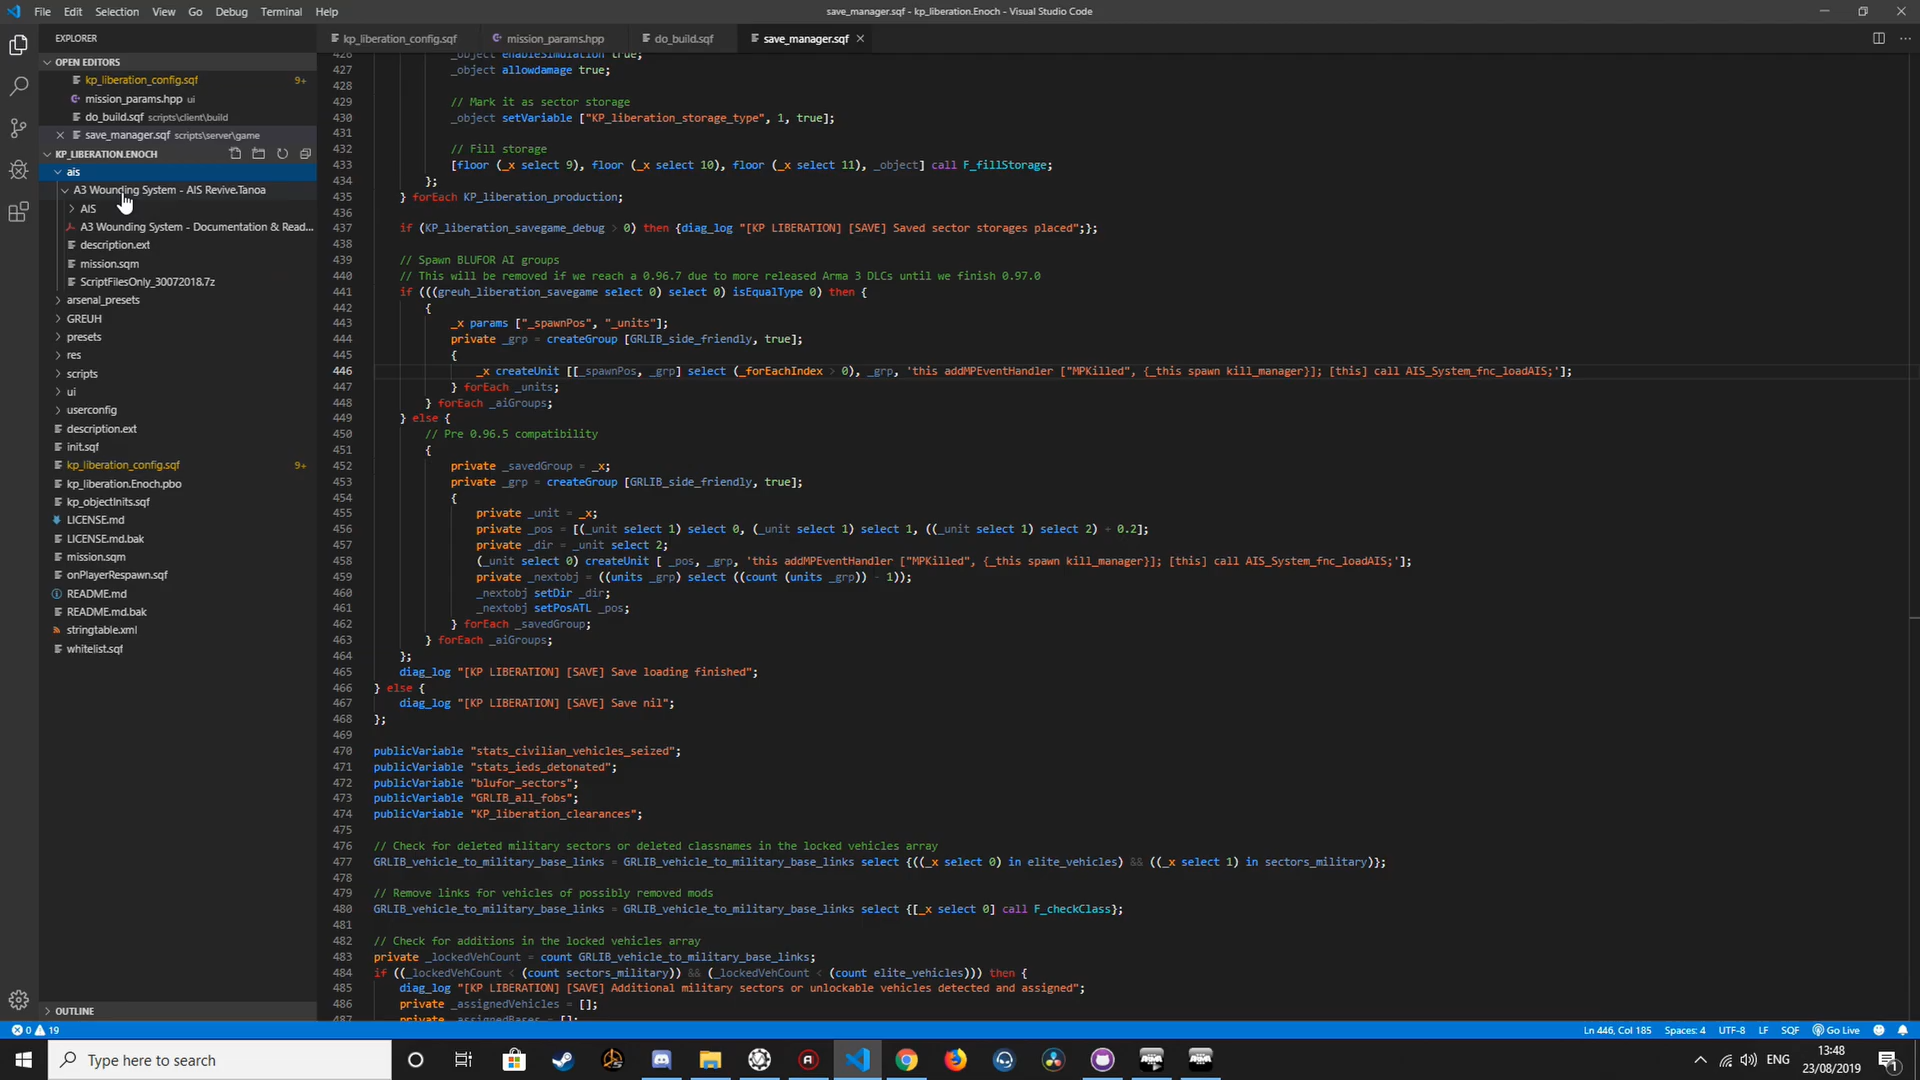 File Edit Selection View Go Debug Terminal Help
save_manager.sqf - kp_liberation.Enoch - Visual Studio Code
EXPLORER
OPEN EDITORS
kp_liberation_config.sqf 9+
mission_params.hpp ui
do_build.sqf scripts\client\build
save_manager.sqf scripts\server\game
KP_LIBERATION.ENOCH
ais
A3 Wounding System - AIS Revive.Tanoa
AIS
A3 Wounding System - Documentation & Read...
description.ext
mission.sqm
ScriptFilesOnly_30072018.7z
arsenal_presets
GREUH
presets
res
scripts
ui
userconfig
description.ext
init.sqf
kp_liberation_config.sqf 9+
kp_liberation.Enoch.pbo
kp_objectInits.sqf
LICENSE.md
LICENSE.md.bak
mission.sqm
onPlayerRespawn.sqf
README.md
README.md.bak
stringtable.xml
whitelist.sqf
OUTLINE
kp_liberation_config.sqf mission_params.hpp do_build.sqf save_manager.sqf
426 _object enableSimulation true;
427 _object allowdamage true;
428
429 // Mark it as sector storage
430 _object setVariable ["KP_liberation_storage_type", 1, true];
431
432 // Fill storage
433 [floor (_x select 9), floor (_x select 10), floor (_x select 11), _object] call F_fillStorage;
434 };
435 } forEach KP_liberation_production;
436
437 if (KP_liberation_savegame_debug > 0) then {diag_log "[KP LIBERATION] [SAVE] Saved sector storages placed";};
438
439 // Spawn BLUFOR AI groups
440 // This will be removed if we reach a 0.96.7 due to more released Arma 3 DLCs until we finish 0.97.0
441 if (((greuh_liberation_savegame select 0) select 0) isEqualType 0) then {
442 {
443 _x params ["_spawnPos", "_units"];
444 private _grp = createGroup [GRLIB_side_friendly, true];
445 {
446 _x createUnit [[_spawnPos, _grp] select (_forEachIndex > 0), _grp, 'this addMPEventHandler ["MPKilled", {_this spawn kill_manager}]; [this] call AIS_System_fnc_loadAIS;'];
447 } forEach _units;
448 } forEach _aiGroups;
449 } else {
450 // Pre 0.96.5 compatibility
451 {
452 private _savedGroup = _x;
453 private _grp = createGroup [GRLIB_side_friendly, true];
454 {
455 private _unit = _x;
456 private _pos = [(_unit select 1) select 0, (_unit select 1) select 1, ((_unit select 1) select 2) + 0.2];
457 private _dir = _unit select 2;
458 (_unit select 0) createUnit [ _pos, _grp, 'this addMPEventHandler ["MPKilled", {_this spawn kill_manager}]; [this] call AIS_System_fnc_loadAIS;'];
459 private _nextobj = ((units _grp) select ((count (units _grp)) - 1));
460 _nextobj setDir _dir;
461 _nextobj setPosATL _pos;
462 } forEach _savedGroup;
463 } forEach _aiGroups;
464 };
465 diag_log "[KP LIBERATION] [SAVE] Save loading finished";
466 } else {
467 diag_log "[KP LIBERATION] [SAVE] Save nil";
468 };
469
470 publicVariable "stats_civilian_vehicles_seized";
471 publicVariable "stats_ieds_detonated";
472 publicVariable "blufor_sectors";
473 publicVariable "GRLIB_all_fobs";
474 publicVariable "KP_liberation_clearances";
475
476 // Check for deleted military sectors or deleted classnames in the locked vehicles array
477 GRLIB_vehicle_to_military_base_links = GRLIB_vehicle_to_military_base_links select {((_x select 0) in elite_vehicles) && ((_x select 1) in sectors_military)};
478
479 // Remove links for vehicles of possibly removed mods
480 GRLIB_vehicle_to_military_base_links = GRLIB_vehicle_to_military_base_links select {[_x select 0] call F_checkClass};
481
482 // Check for additions in the locked vehicles array
483 private _lockedVehCount = count GRLIB_vehicle_to_military_base_links;
484 if ((_lockedVehCount < (count sectors_military)) && (_lockedVehCount < (count elite_vehicles))) then {
485 diag_log "[KP LIBERATION] [SAVE] Additional military sectors or unlockable vehicles detected and assigned";
486 private _assignedVehicles = [];
487 private _assignedBases = [];
0 19 Ln 446, Col 185 Spaces: 4 UTF-8 LF SQF Go Live
Type here to search
ENG
13:48
23/08/2019
1